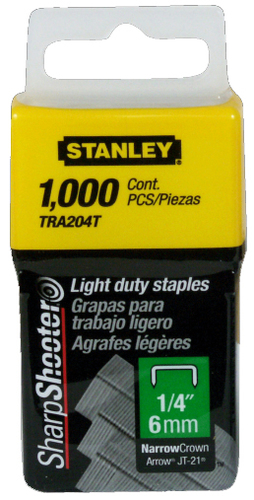 STANLEY
1,000 Cont. PCS/Piezas
TRA204T
SharpShooter
Light duty staples
Grapas para
trabajo ligero
Agrafes légères
1/4"
6mm
NarrowCrown
Arrow® JT-21®